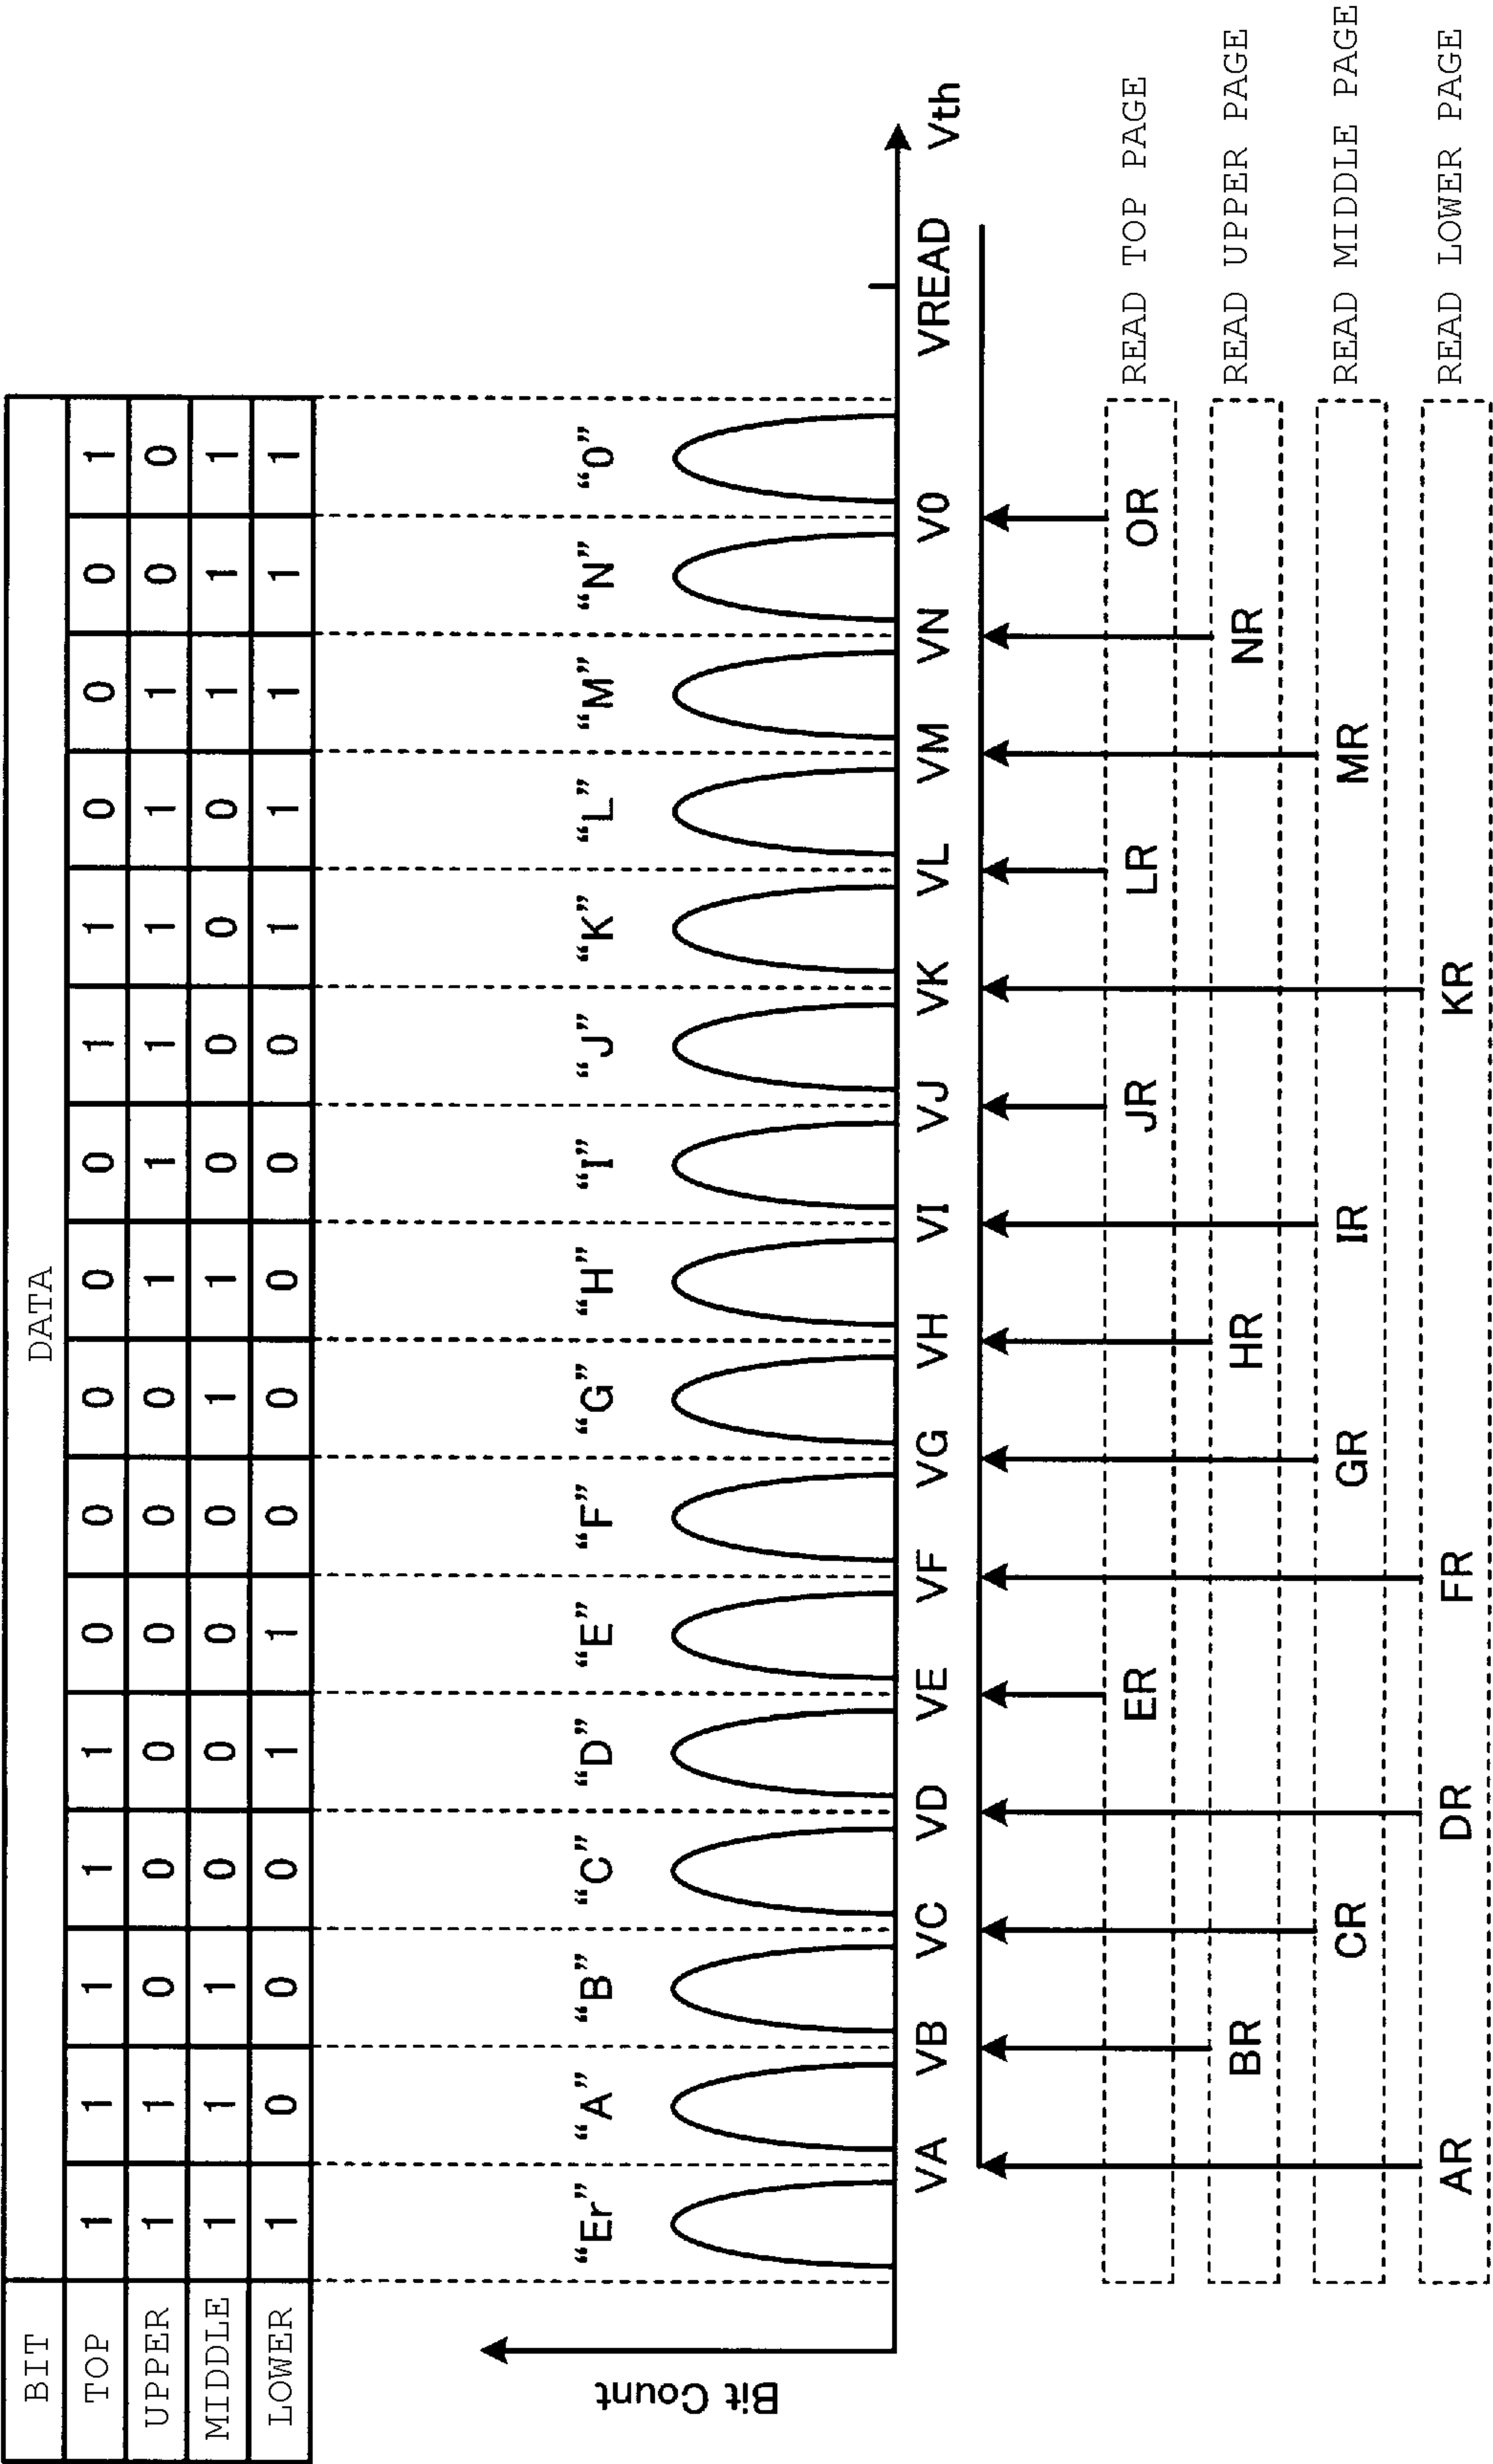 BIT DATA
TOP 1 1 1 1 1 0 0 0 0 0 1 1 0 0 0 1
UPPER 1 1 0 0 0 0 0 0 1 1 1 1 1 1 0 0
MIDDLE 1 1 1 0 0 0 0 1 1 0 0 0 0 1 1 1
LOWER 1 0 0 0 1 1 0 0 0 0 0 1 1 1 1 1
“Er” “A” “B” “C” “D” “E” “F” “G” “H” “I” “J” “K” “L” “M” “N” “0”
Bit Count
VA VB VC VD VE VF VG VH VI VJ VK VL VM VN V0 VREAD Vth
ER JR LR OR READ TOP PAGE
BR HR NR READ UPPER PAGE
CR GR IR MR READ MIDDLE PAGE
AR DR FR KR READ LOWER PAGE